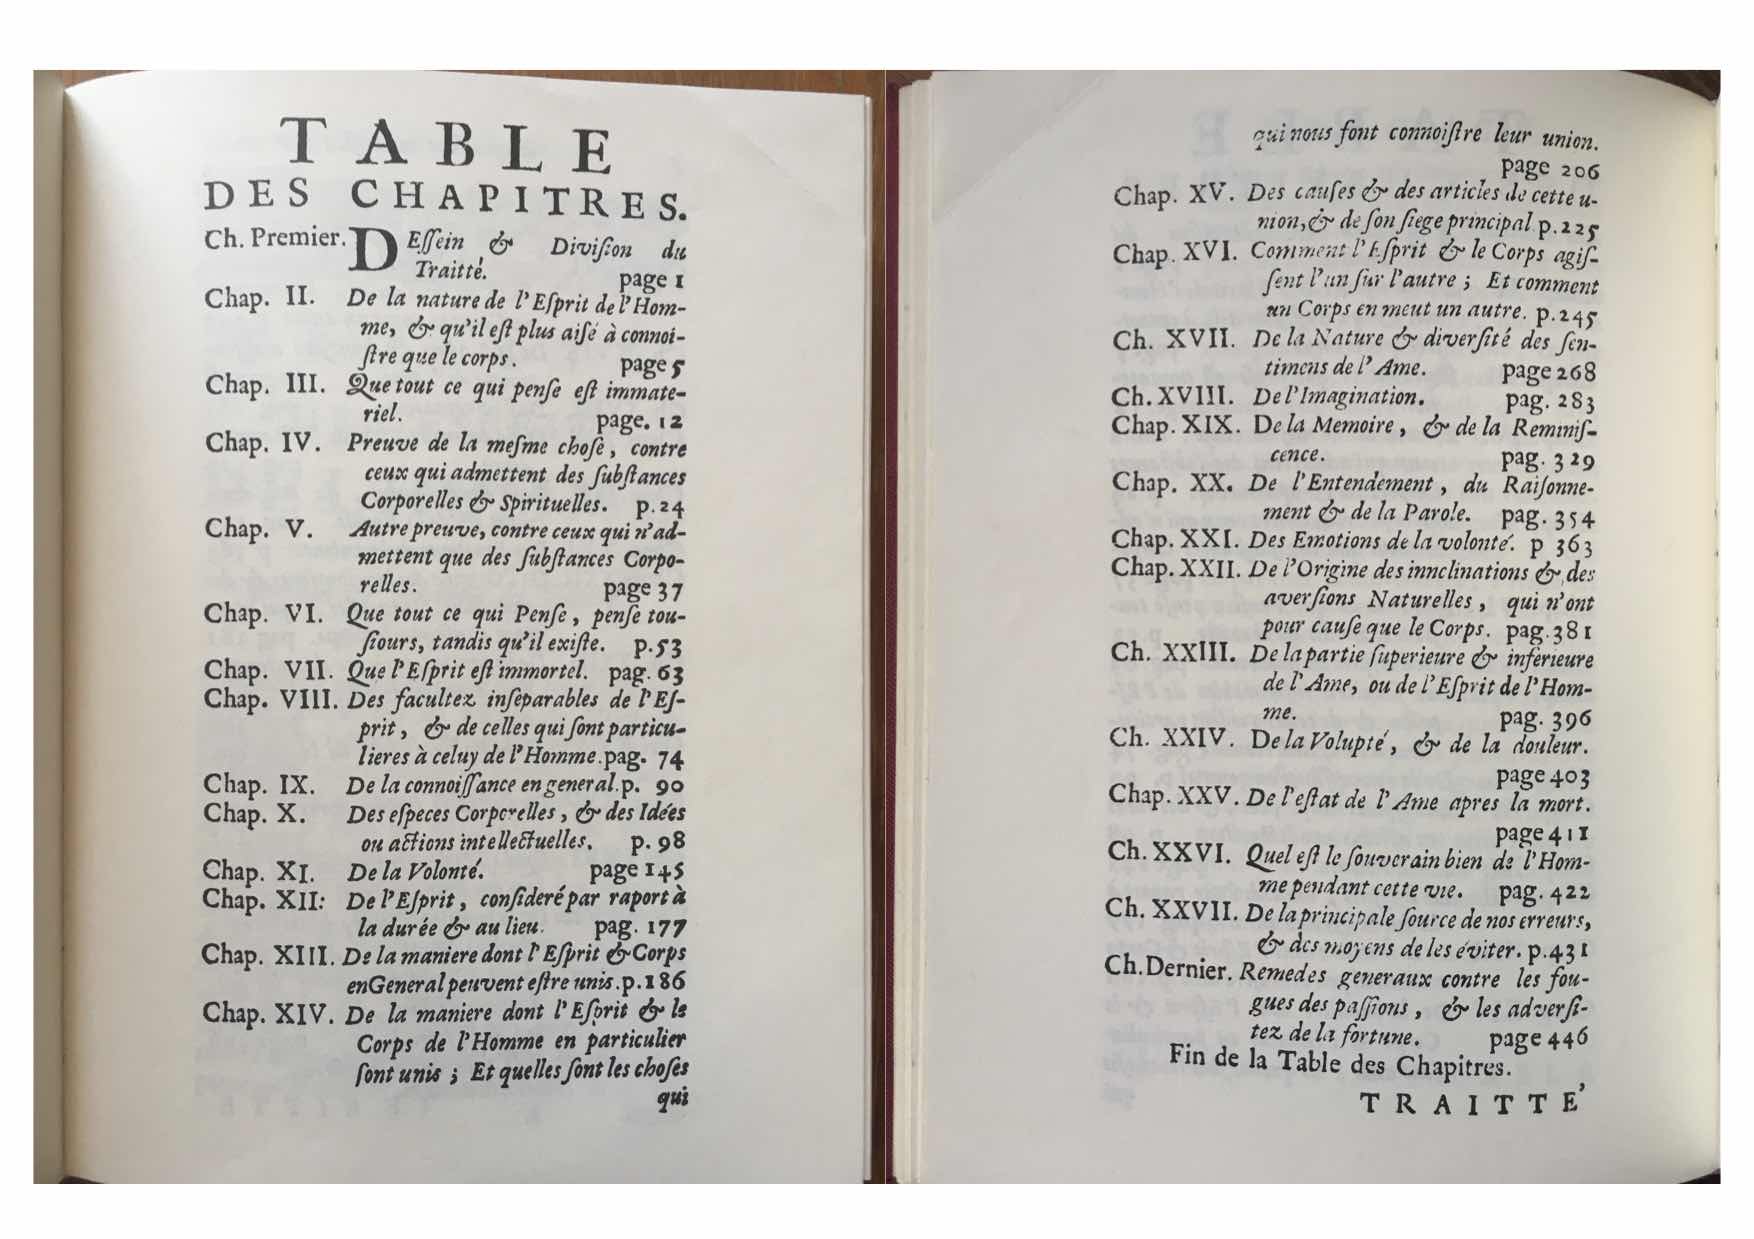 TABLE
DES CHAPITRES.
Ch. Premier. DEſſein & Diviſion du
Traitté. page 1
Chap. II. De la nature de l'Eſprit de l'Hom-
me, & qu'il eſt plus aiſé à connoi-
ſtre que le corps. page 5
Chap. III. Que tout ce qui penſe eſt immate-
riel. page. 12
Chap. IV. Preuve de la meſme choſe, contre
ceux qui admettent des ſubſtances
Corporelles & Spirituelles. p. 24
Chap. V. Autre preuve, contre ceux qui n'ad-
mettent que des ſubſtances Corpo-
relles. page 37
Chap. VI. Que tout ce qui Penſe, penſe tou-
ſiours, tandis qu'il exiſte. p. 53
Chap. VII. Que l'Eſprit eſt immortel. pag. 63
Chap. VIII. Des facultez inſeparables de l'Eſ-
prit, & de celles qui ſont particu-
lieres à celuy de l'Homme. pag. 74
Chap. IX. De la connoiſſance en general. p. 90
Chap. X. Des eſpeces Corporelles, & des Idées
ou actions intellectuelles. p. 98
Chap. XI. De la Volonté. page 145
Chap. XII: De l'Eſprit, conſideré par raport à
la durée & au lieu. pag. 177
Chap. XIII. De la maniere dont l'Eſprit & Corps
en General peuvent eſtre unis. p. 186
Chap. XIV. De la maniere dont l'Eſprit & le
Corps de l'Homme en particulier
ſont unis ; Et quelles ſont les choſes
qui
qui nous font connoiſtre leur union.
page 206
Chap. XV. Des cauſes & des articles de cette u-
nion, & de ſon ſiege principal p. 225
Chap. XVI. Comment l'Eſprit & le Corps agiſ-
ſent l'un ſur l'autre ; Et comment
un Corps en meut un autre. p. 245
Ch. XVII. De la Nature & diverſité des ſen-
timens de l'Ame. page 268
Ch. XVIII. De l'Imagination. pag. 283
Chap. XIX. De la Memoire, & de la Reminiſ-
cence. pag. 329
Chap. XX. De l'Entendement, du Raiſonne-
ment & de la Parole. pag. 354
Chap. XXI. Des Emotions de la volonté. p 363
Chap. XXII. De l'Origine des innclinations & des
averſions Naturelles, qui n'ont
pour cauſe que le Corps. pag. 381
Ch. XXIII. De la partie ſuperieure & inferieure
de l'Ame, ou de l'Eſprit de l'Hom-
me. pag. 396
Ch. XXIV. De la Volupté, & de la douleur.
page 403
Chap. XXV. De l'eſtat de l'Ame apres la mort.
page 411
Ch. XXVI. Quel eſt le ſouverain bien de l'Hom-
me pendant cette vie. pag. 422
Ch. XXVII. De la principale ſource de nos erreurs,
& des moyens de les éviter. p. 431
Ch. Dernier. Remedes generaux contre les fou-
gues des paſſions, & les adverſi-
tez de la fortune. page 446
Fin de la Table des Chapitres.
TRAITTE'